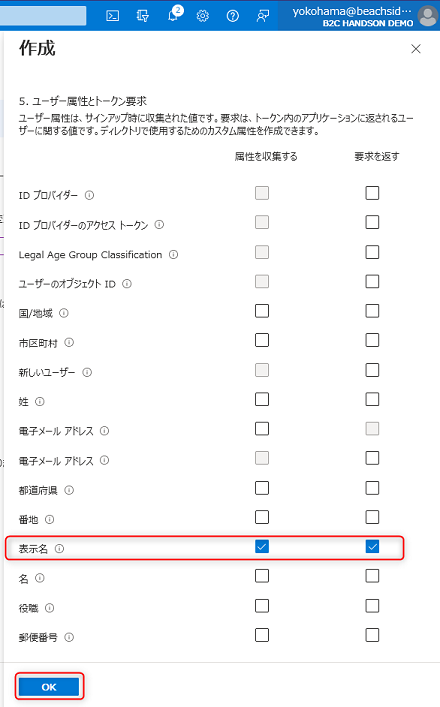 2
yokohama@beachsid…
B2C HANDSON DEMO
作成
5. ユーザー属性とトークン要求
ユーザー属性は、サインアップ時に収集された値です。要求は、トークン内のアプリケーションに返されるユー
ザーに関する値です。ディレクトリで使用するためのカスタム属性を作成できます。
属性を収集する 要求を返す
ID プロバイダー
ID プロバイダーのアクセス トークン
Legal Age Group Classification
ユーザーのオブジェクト ID
国/地域
市区町村
新しいユーザー
姓
電子メール アドレス
電子メール アドレス
都道府県
番地
表示名
名
役職
郵便番号
OK